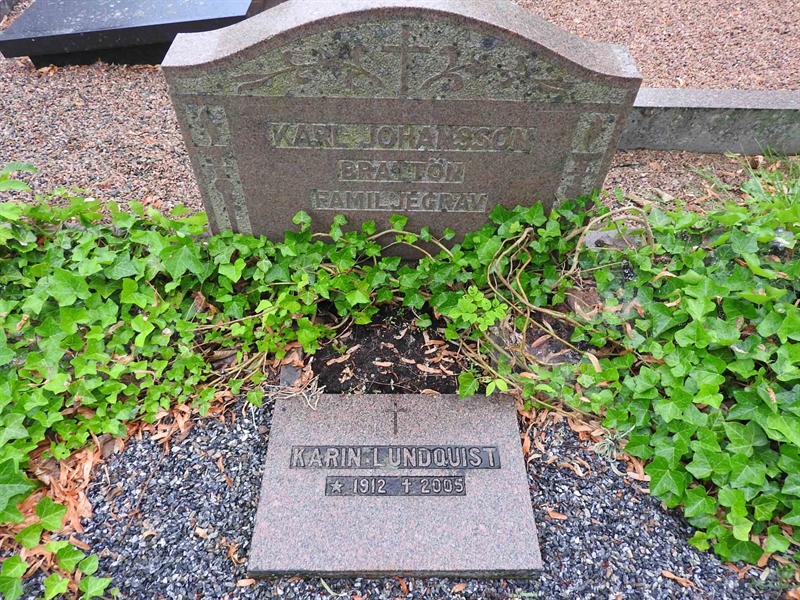 KARL JOHANSSON
BRATTÖN
FAMILJEGRAV
KARIN LUNDQUIST
* 1912 † 2005